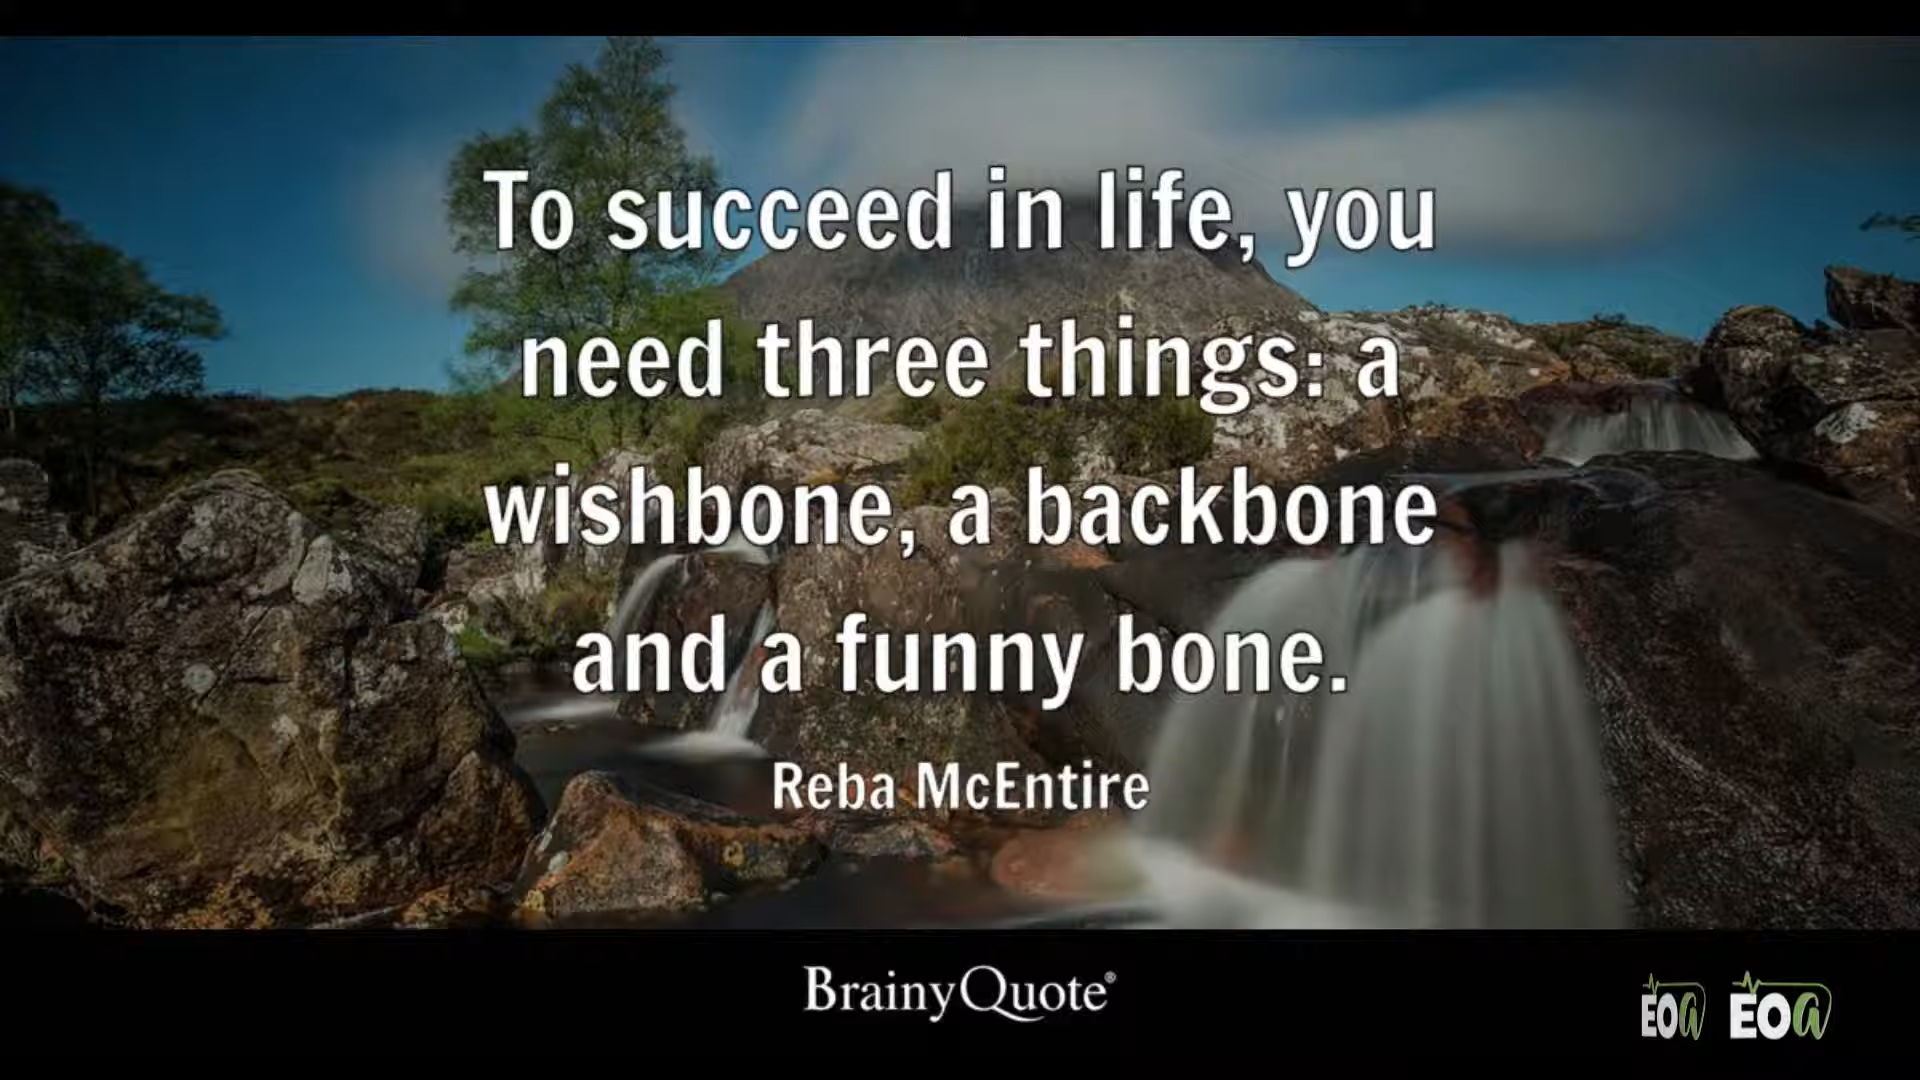 To succeed in life, you
need three things: a
wishbone, a backbone
and a funny bone.
Reba McEntire
BrainyQuote®
EOA EOA